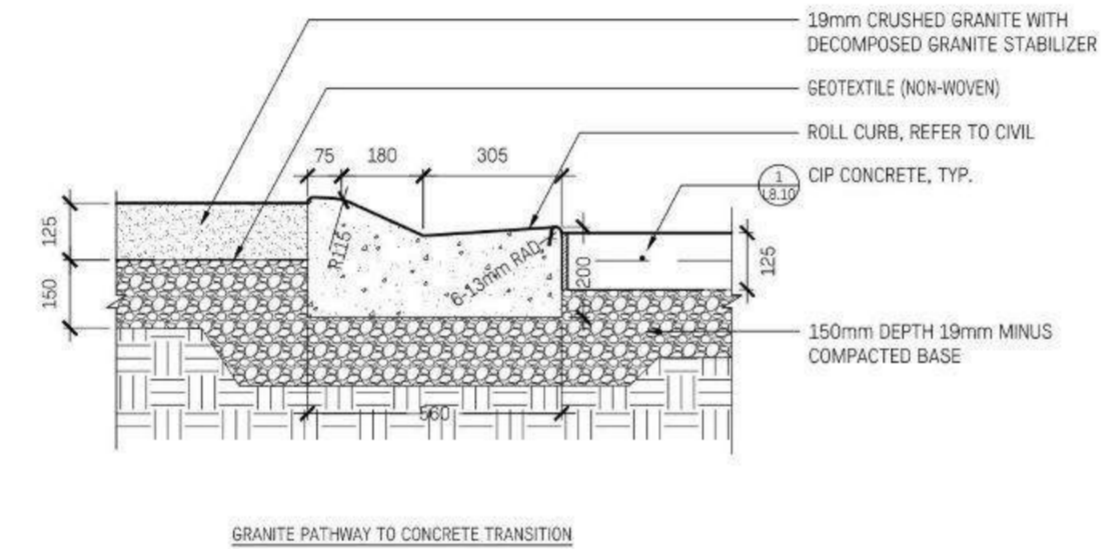 19mm CRUSHED GRANITE WITH
DECOMPOSED GRANITE STABILIZER
GEOTEXTILE (NON-WOVEN)
ROLL CURB, REFER TO CIVIL
1
L8.10
CIP CONCRETE, TYP.
75
180
305
125
150
R115
6-13mm RAD
200
125
150mm DEPTH 19mm MINUS
COMPACTED BASE
560
GRANITE PATHWAY TO CONCRETE TRANSITION